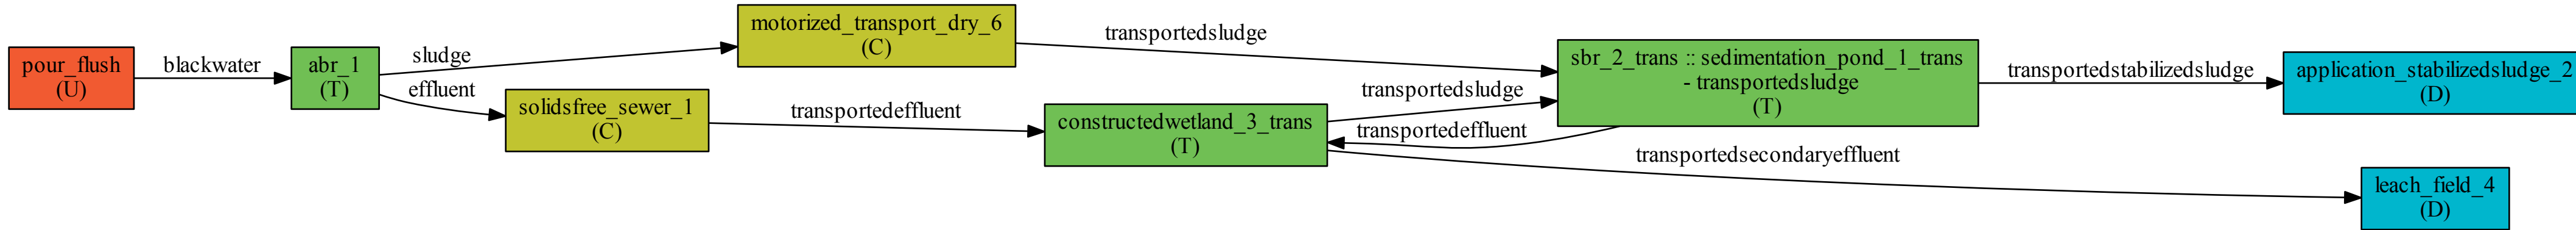 pour_flush
(U)
blackwater
abr_1
(T)
sludge
effluent
motorized_transport_dry_6
(C)
solidsfree_sewer_1
(C)
transportedsludge
transportedeffluent
constructedwetland_3_trans
(T)
transportedsludge
transportedeffluent
sbr_2_trans :: sedimentation_pond_1_trans
- transportedsludge
(T)
transportedstabilizedsludge
transportedsecondaryeffluent
application_stabilizedsludge_2
(D)
leach_field_4
(D)